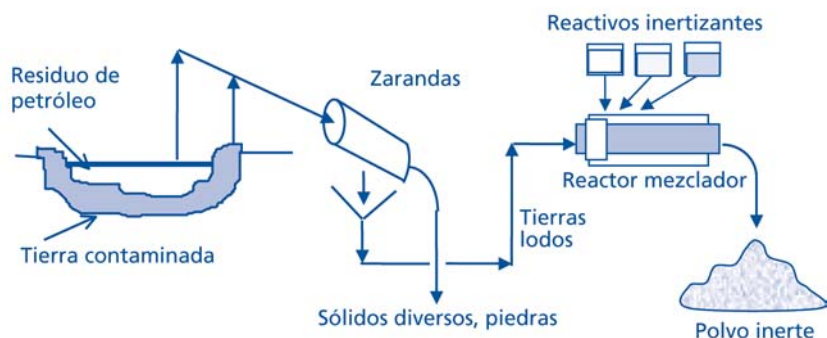 Reactivos inertizantes
Residuo de
petróleo
Zarandas
Reactor mezclador
Tierras
lodos
Tierra contaminada
Sólidos diversos, piedras
Polvo inerte